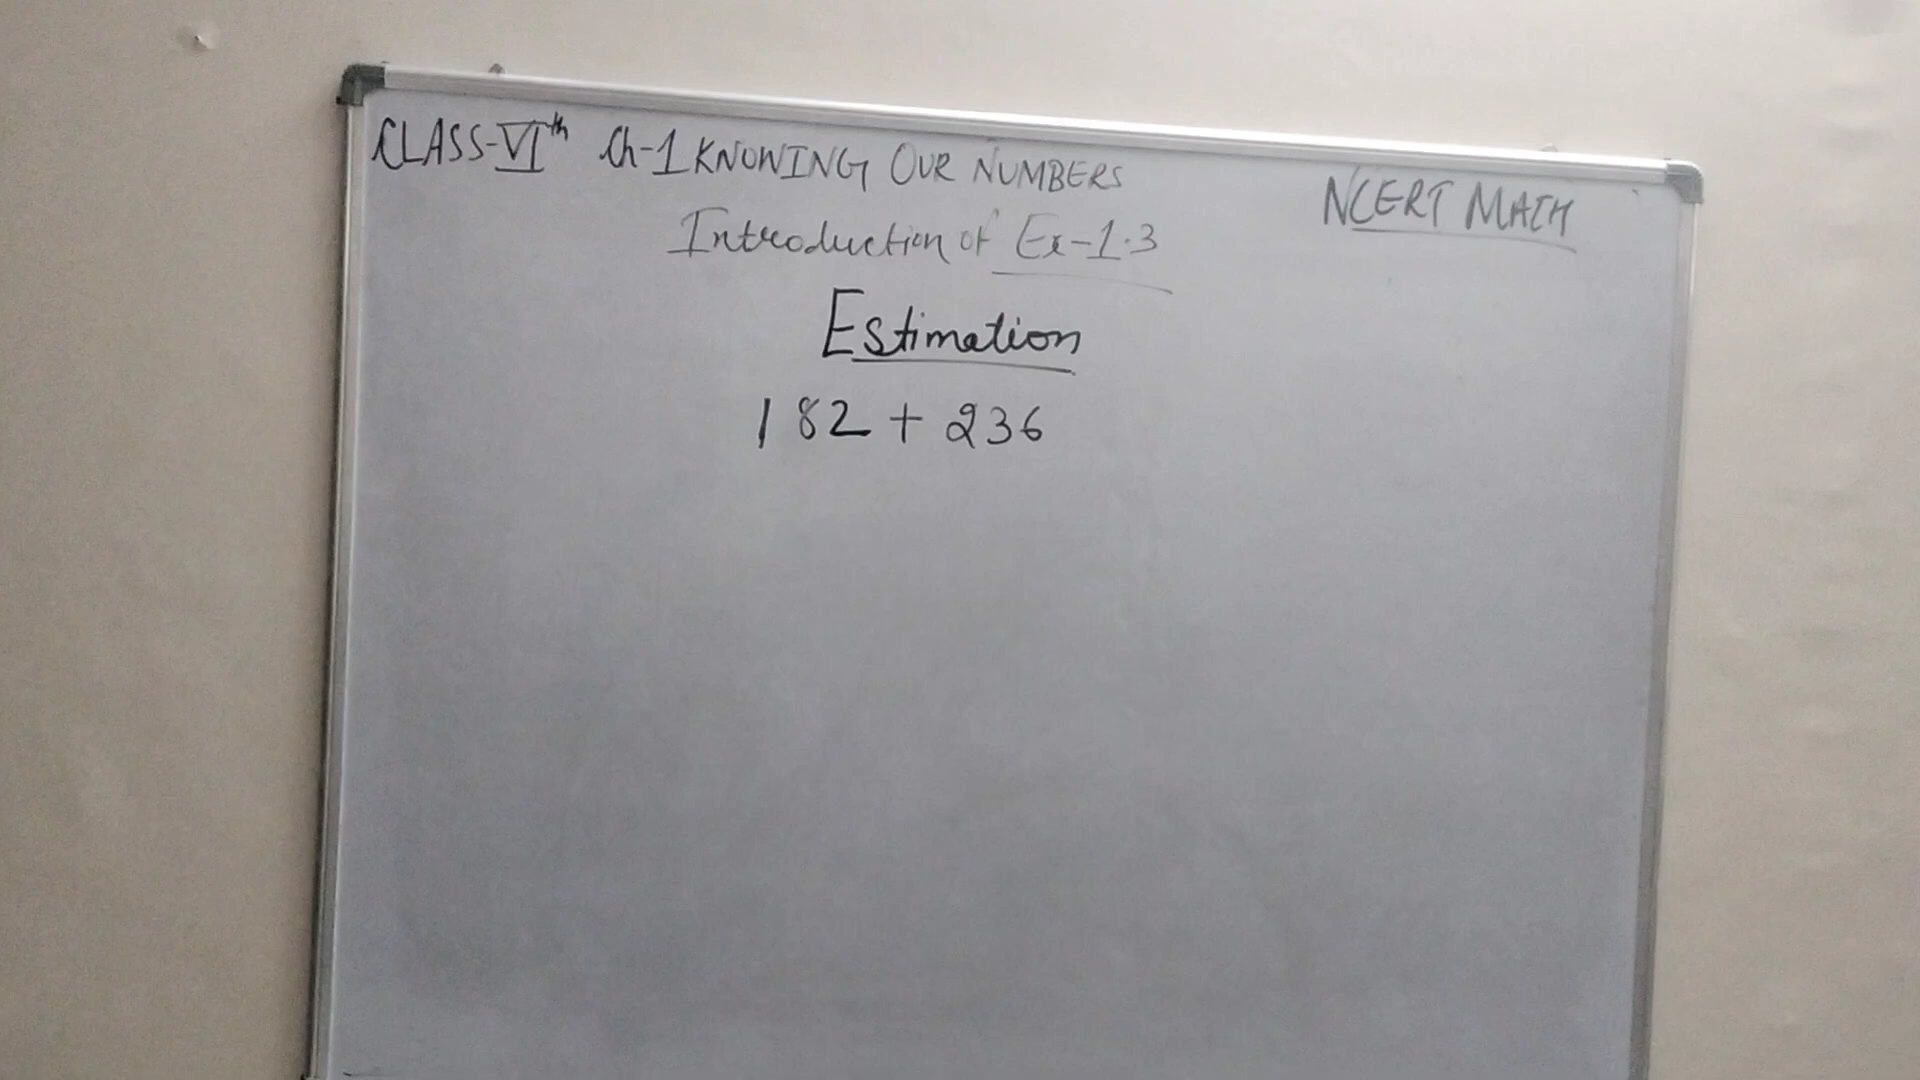 CLASS-VIth Ch-1 KNOWING OUR NUMBERS
NCERT MATH
Introduction of Ex-1.3
Estimation
182 + 236